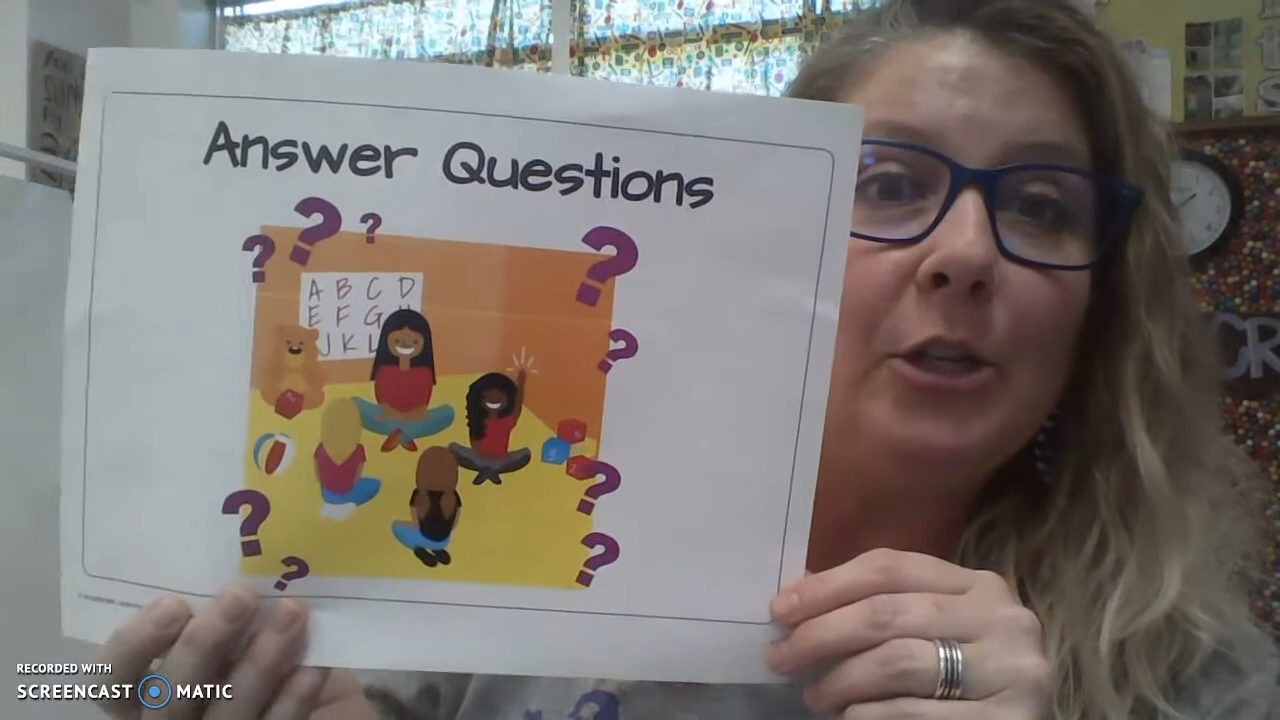 Answer Questions
? ? ? ?
A B C D
E F G
J K L
?
?
?
? ?
?
RECORDED WITH
SCREENCAST MATIC